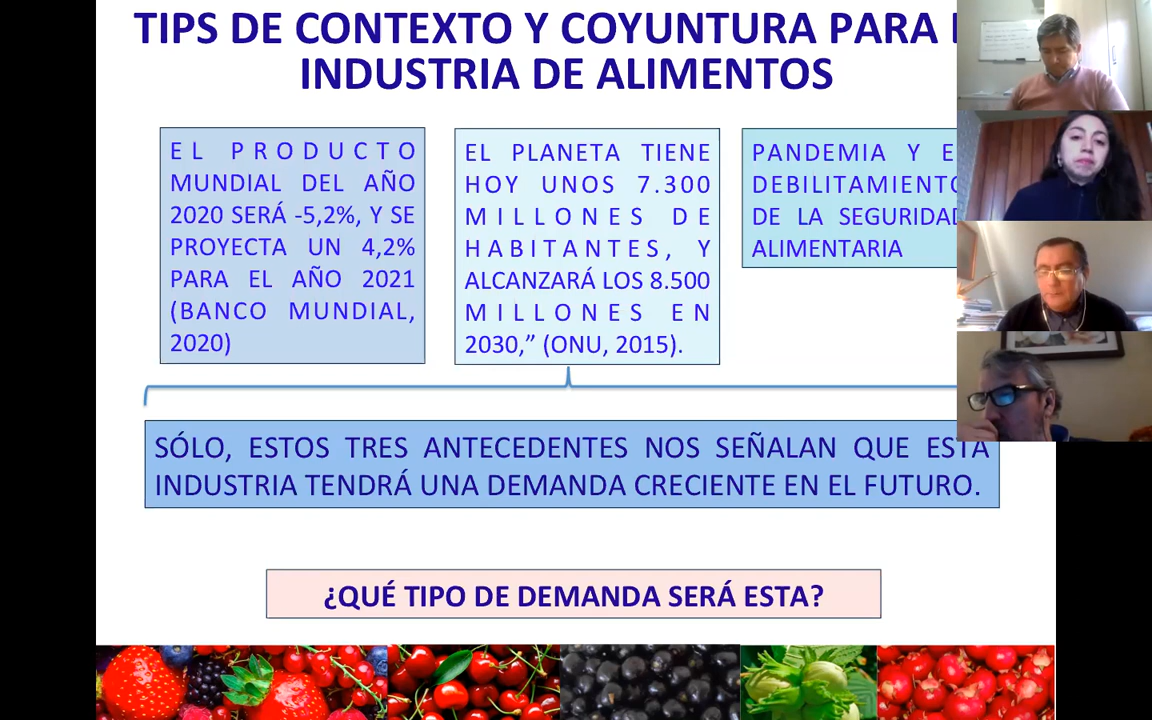 TIPS DE CONTEXTO Y COYUNTURA PARA
INDUSTRIA DE ALIMENTOS
EL PRODUCTO
MUNDIAL DEL AÑO
2020 SERÁ -5,2%, Y SE
PROYECTA UN 4,2%
PARA EL AÑO 2021
(BANCO MUNDIAL,
2020)
EL PLANETA TIENE
HOY UNOS 7.300
MILLONES DE
HABITANTES, Y
ALCANZARÁ LOS 8.500
MILLONES EN
2030,” (ONU, 2015).
PANDEMIA Y E
DEBILITAMIENTO
DE LA SEGURIDAD
ALIMENTARIA
SÓLO, ESTOS TRES ANTECEDENTES NOS SEÑALAN QUE ESTA
INDUSTRIA TENDRÁ UNA DEMANDA CRECIENTE EN EL FUTURO.
¿QUÉ TIPO DE DEMANDA SERÁ ESTA?